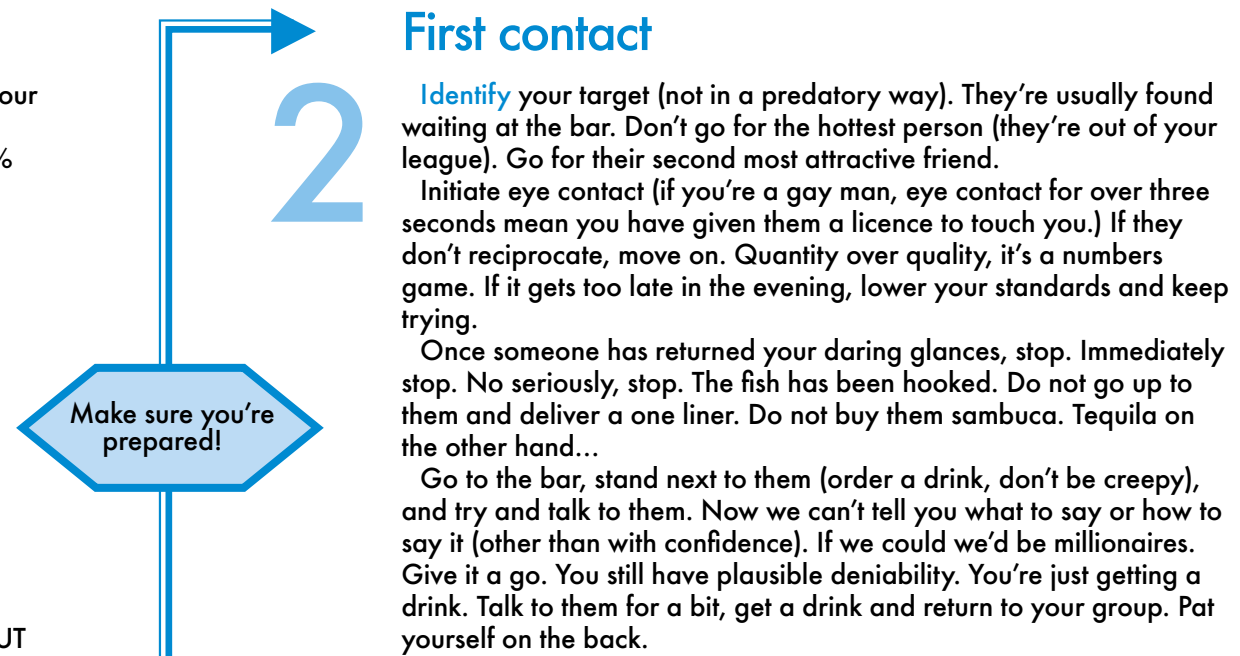 our
%
UT
Make sure you're
prepared!
2
First contact
Identify your target (not in a predatory way). They're usually found
waiting at the bar. Don't go for the hottest person (they're out of your
league). Go for their second most attractive friend.
Initiate eye contact (if you're a gay man, eye contact for over three
seconds mean you have given them a licence to touch you.) If they
don't reciprocate, move on. Quantity over quality, it's a numbers
game. If it gets too late in the evening, lower your standards and keep
trying.
Once someone has returned your daring glances, stop. Immediately
stop. No seriously, stop. The fish has been hooked. Do not go up to
them and deliver a one liner. Do not buy them sambuca. Tequila on
the other hand...
Go to the bar, stand next to them (order a drink, don't be creepy),
and try and talk to them. Now we can't tell you what to say or how to
say it (other than with confidence). If we could we'd be millionaires.
Give it a go. You still have plausible deniability. You're just getting a
drink. Talk to them for a bit, get a drink and return to your group. Pat
yourself on the back.